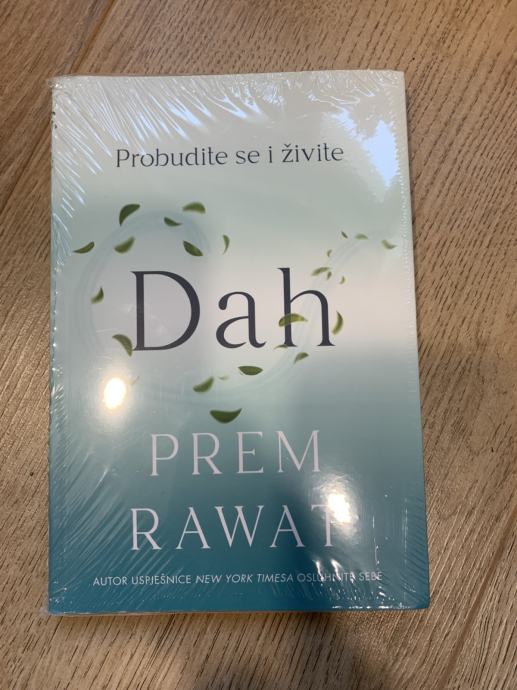 Probudite se i živite
Dah
PREM
RAWAT
AUTOR USPJEŠNICE NEW YORK TIMESA OSLUHNITE SEBE